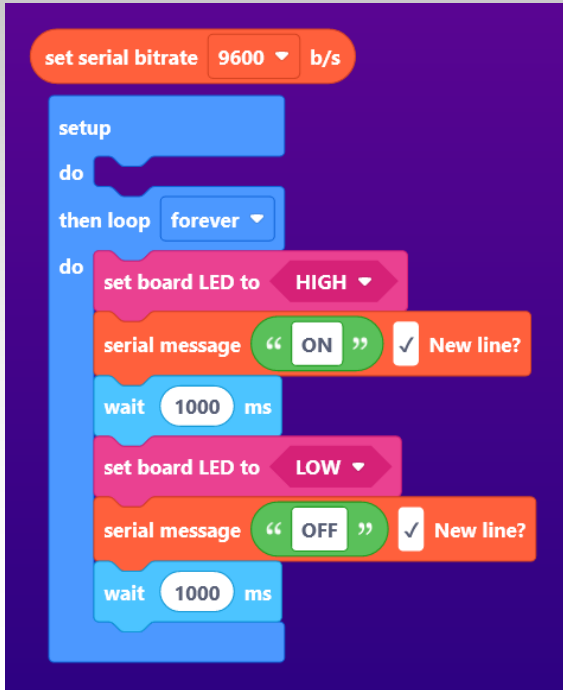 set serial bitrate 9600 b/s
setup
do
then loop forever
do
set board LED to HIGH
serial message “ ON ” ✓ New line?
wait 1000 ms
set board LED to LOW
serial message “ OFF ” ✓ New line?
wait 1000 ms